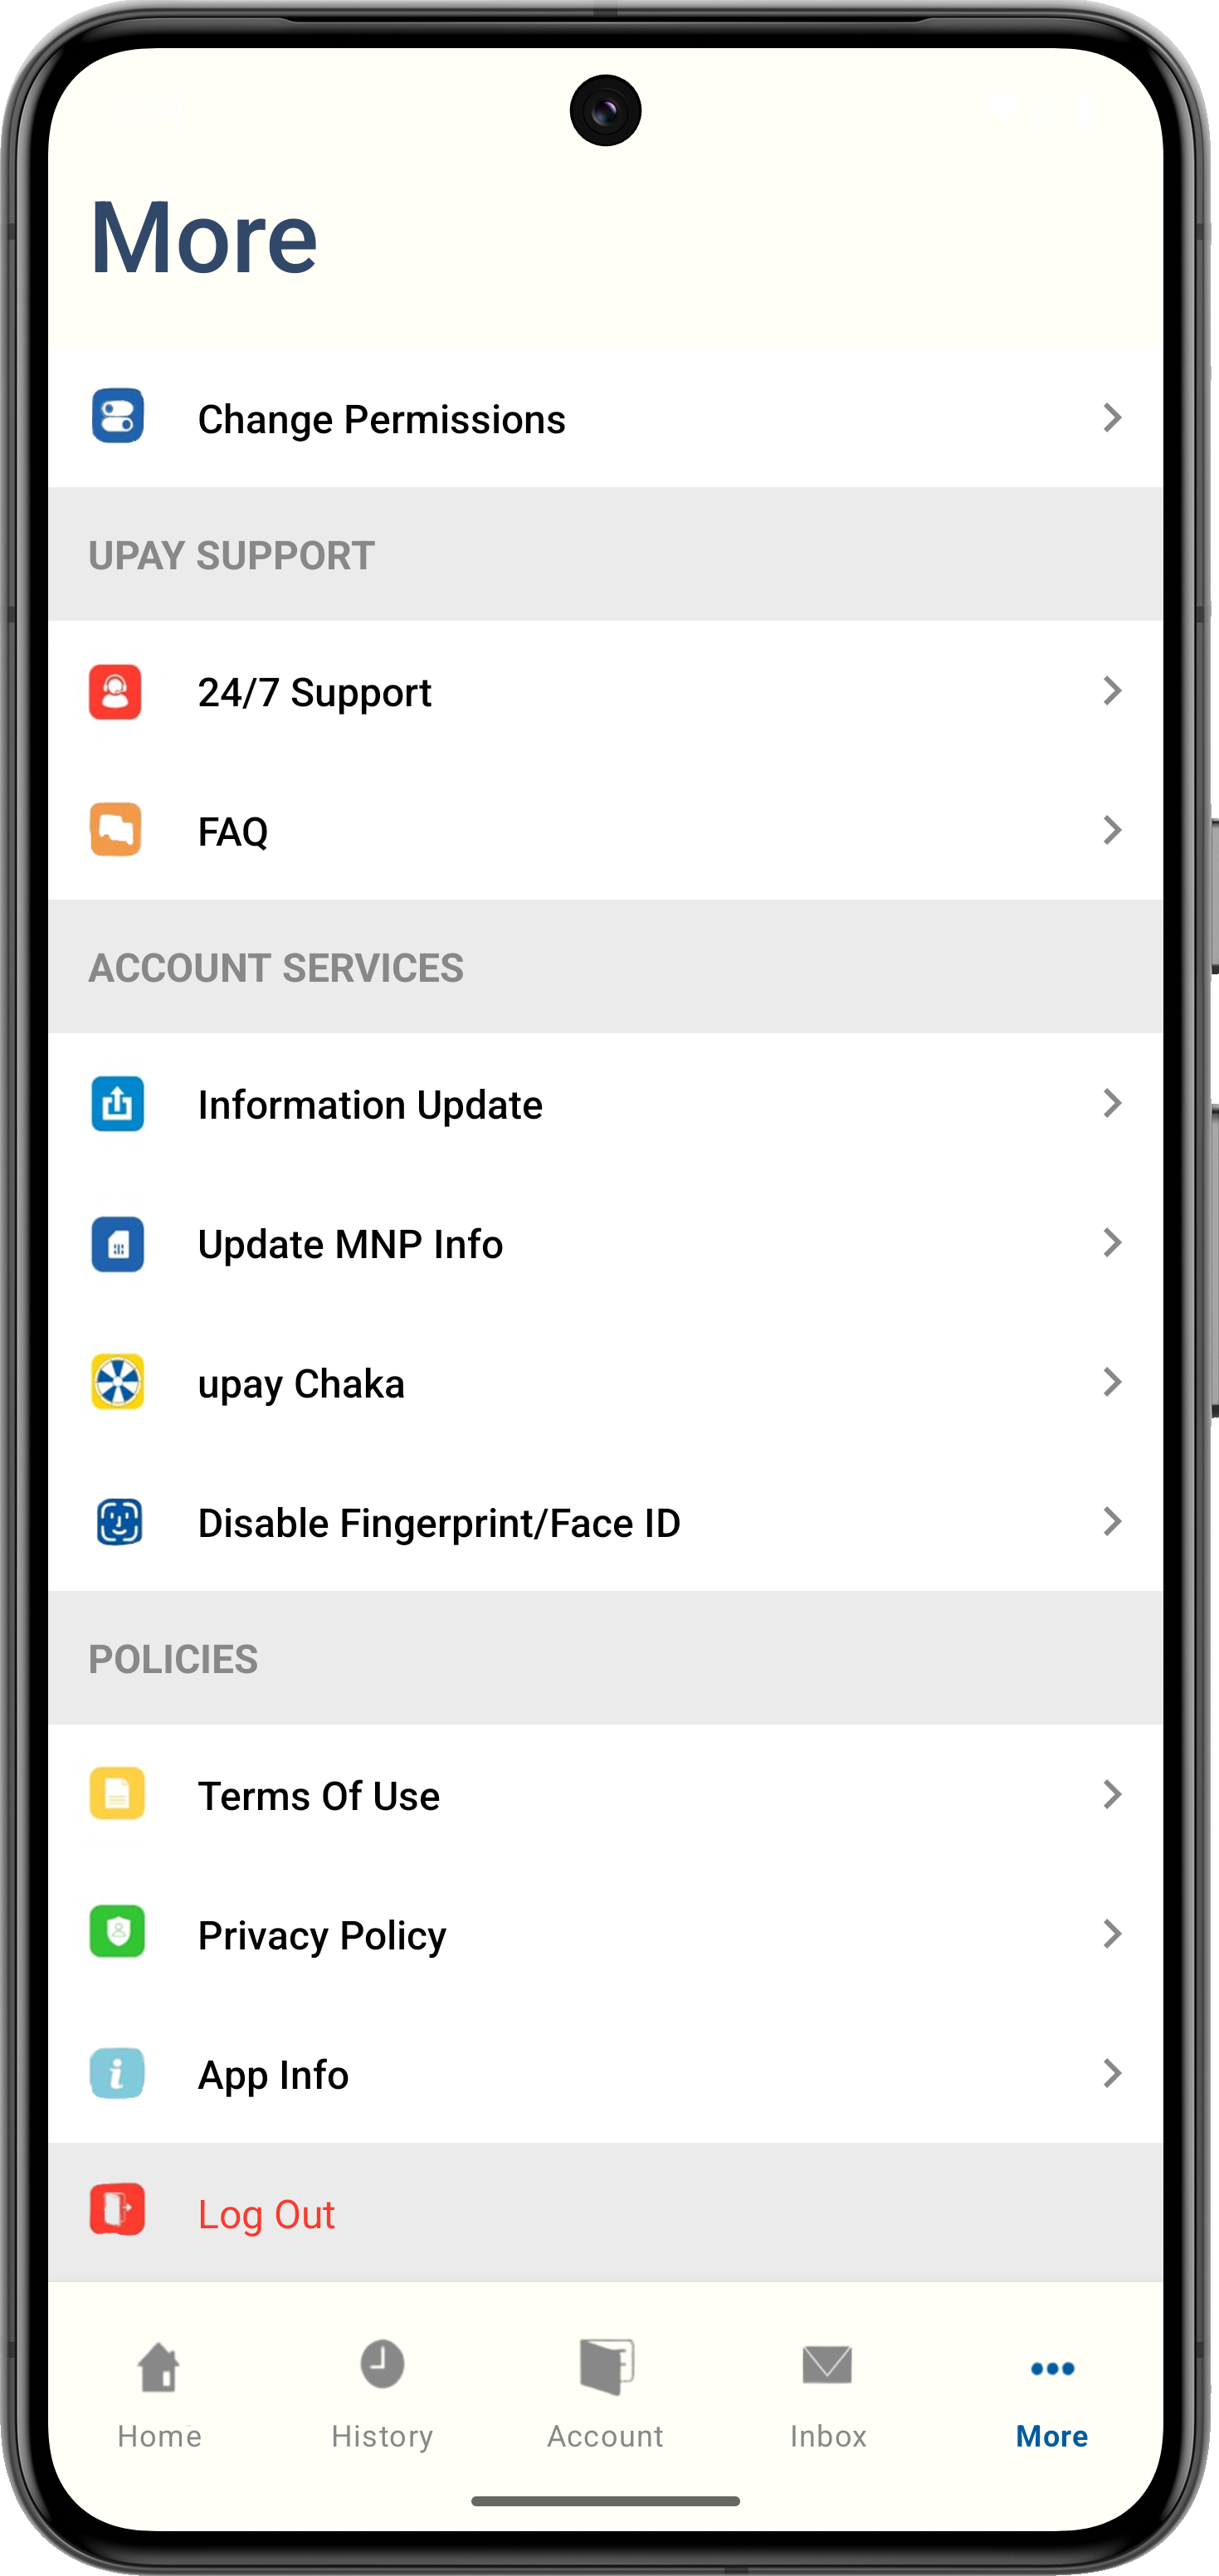 More
Change Permissions
UPAY SUPPORT
24/7 Support
FAQ
ACCOUNT SERVICES
Information Update
Update MNP Info
upay Chaka
Disable Fingerprint/Face ID
POLICIES
Terms Of Use
Privacy Policy
App Info
Log Out
Home
History
Account
Inbox
More